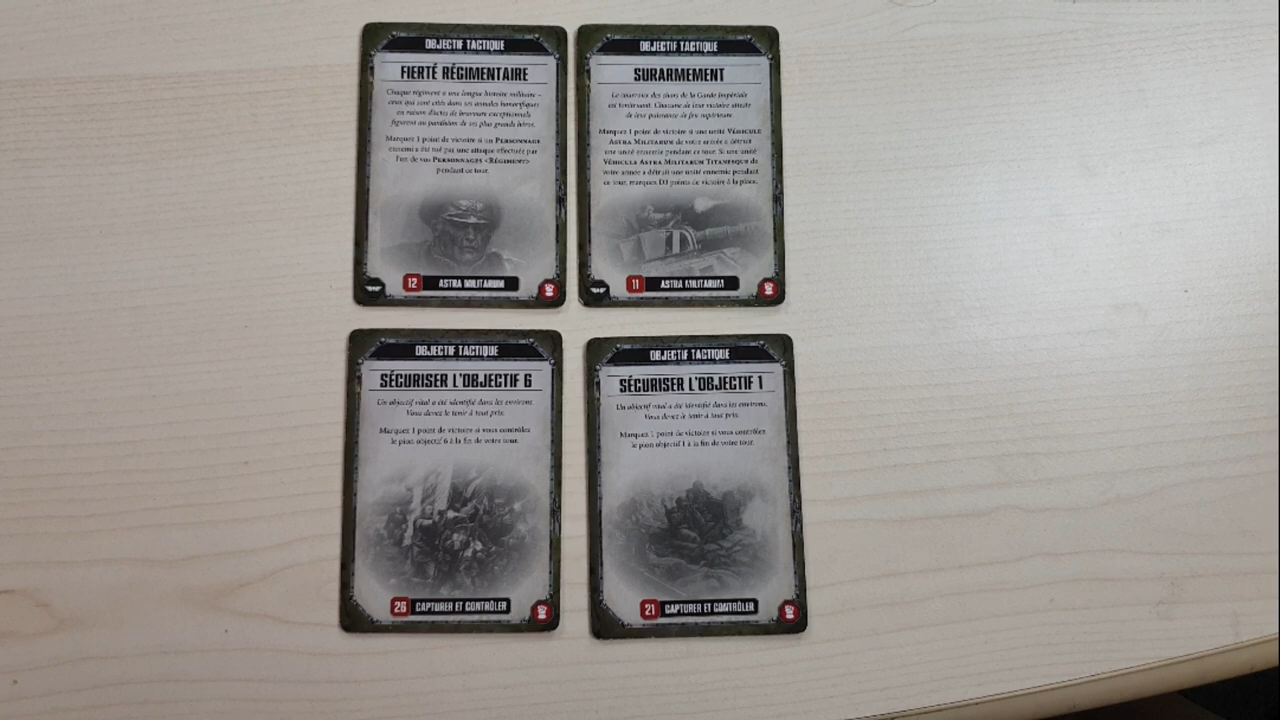 OBJECTIF TACTIQUE
FIERTÉ RÉGIMENTAIRE
Chaque régiment a une longue histoire militaire –
ceux qui sont cités dans ses annales honorifiques
en raison d'actes de bravoure exceptionnels
figurent au panthéon de ses plus grands héros.
Marquez 1 point de victoire si un PERSONNAGE
ennemi a été tué par une attaque effectuée par
l'un de vos PERSONNAGES <RÉGIMENT>
pendant ce tour.
12 ASTRA MILITARUM
OBJECTIF TACTIQUE
SURARMEMENT
Le courroux des chars de la Garde Impériale
est tonitruant. Chacune de leur victoire atteste
de leur puissance de feu supérieure.
Marquez 1 point de victoire si une unité VÉHICULE
ASTRA MILITARUM de votre armée a détruit
une unité ennemie pendant ce tour. Si une unité
VÉHICULE ASTRA MILITARUM TITANESQUE de
votre armée a détruit une unité ennemie pendant
ce tour, marquez D3 points de victoire à la place.
11 ASTRA MILITARUM
OBJECTIF TACTIQUE
SÉCURISER L'OBJECTIF 6
Un objectif vital a été identifié dans les environs.
Vous devez le tenir à tout prix.
Marquez 1 point de victoire si vous contrôlez
le pion objectif 6 à la fin de votre tour.
26 CAPTURER ET CONTRÔLER
OBJECTIF TACTIQUE
SÉCURISER L'OBJECTIF 1
Un objectif vital a été identifié dans les environs.
Vous devez le tenir à tout prix.
Marquez 1 point de victoire si vous contrôlez
le pion objectif 1 à la fin de votre tour.
21 CAPTURER ET CONTRÔLER